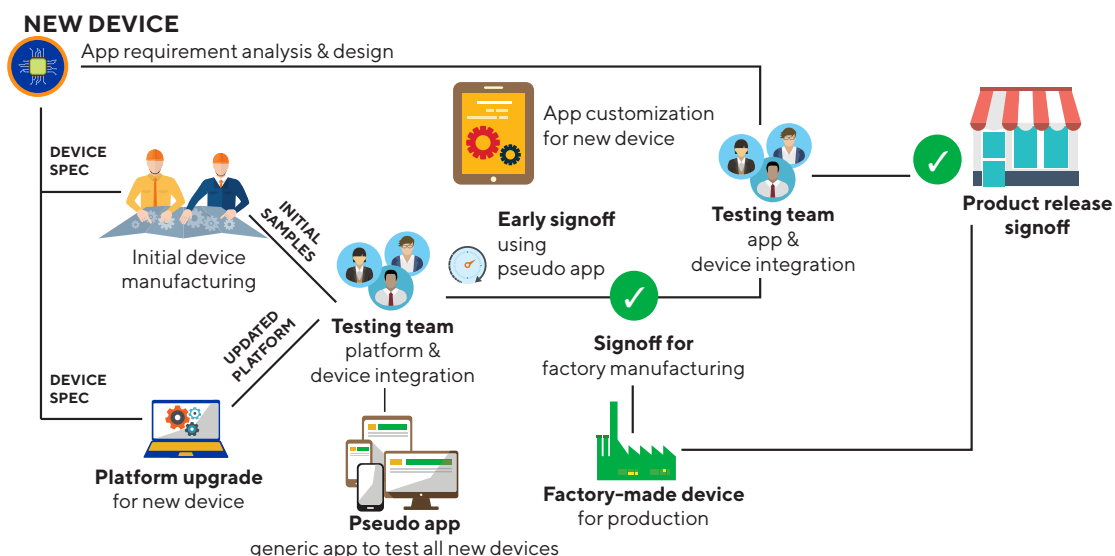 NEW DEVICE
App requirement analysis & design
DEVICE
SPEC
App customization
for new device
INITIAL
SAMPLES
Initial device
manufacturing
Early signoff
using
pseudo app
Testing team
app &
device integration
Product release
signoff
UPDATED
PLATFORM
Testing team
platform &
device integration
Signoff for
factory manufacturing
DEVICE
SPEC
Platform upgrade
for new device
Factory-made device
for production
Pseudo app
generic app to test all new devices